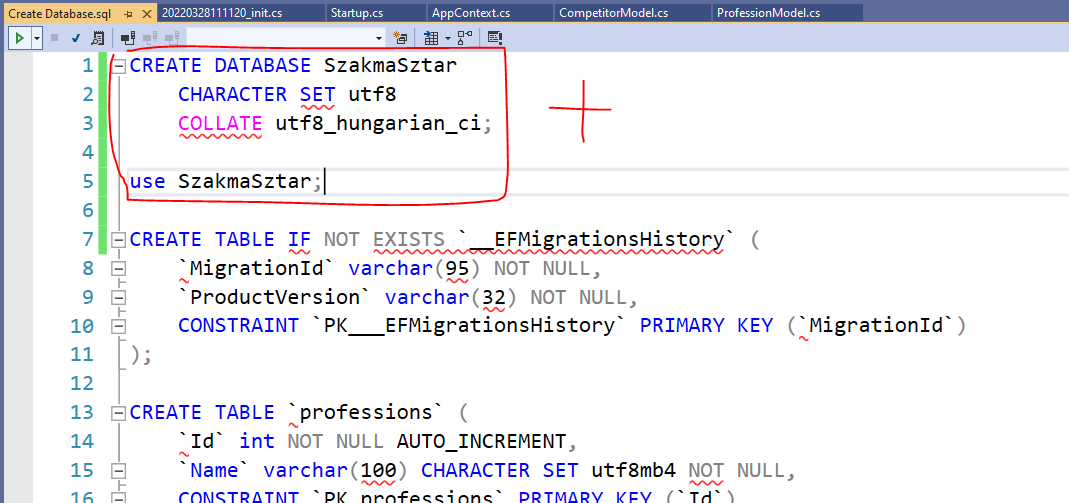 Create Database.sql 20220328111120_init.cs Startup.cs AppContext.cs CompetitorModel.cs ProfessionModel.cs
1 CREATE DATABASE SzakmaSztar
2 CHARACTER SET utf8
3 COLLATE utf8_hungarian_ci;
4
5 use SzakmaSztar;
6
7 CREATE TABLE IF NOT EXISTS `__EFMigrationsHistory` (
8 `MigrationId` varchar(95) NOT NULL,
9 `ProductVersion` varchar(32) NOT NULL,
10 CONSTRAINT `PK___EFMigrationsHistory` PRIMARY KEY (`MigrationId`)
11 );
12
13 CREATE TABLE `professions` (
14 `Id` int NOT NULL AUTO_INCREMENT,
15 `Name` varchar(100) CHARACTER SET utf8mb4 NOT NULL,
16 CONSTRAINT `PK_professions` PRIMARY KEY (`Id`)